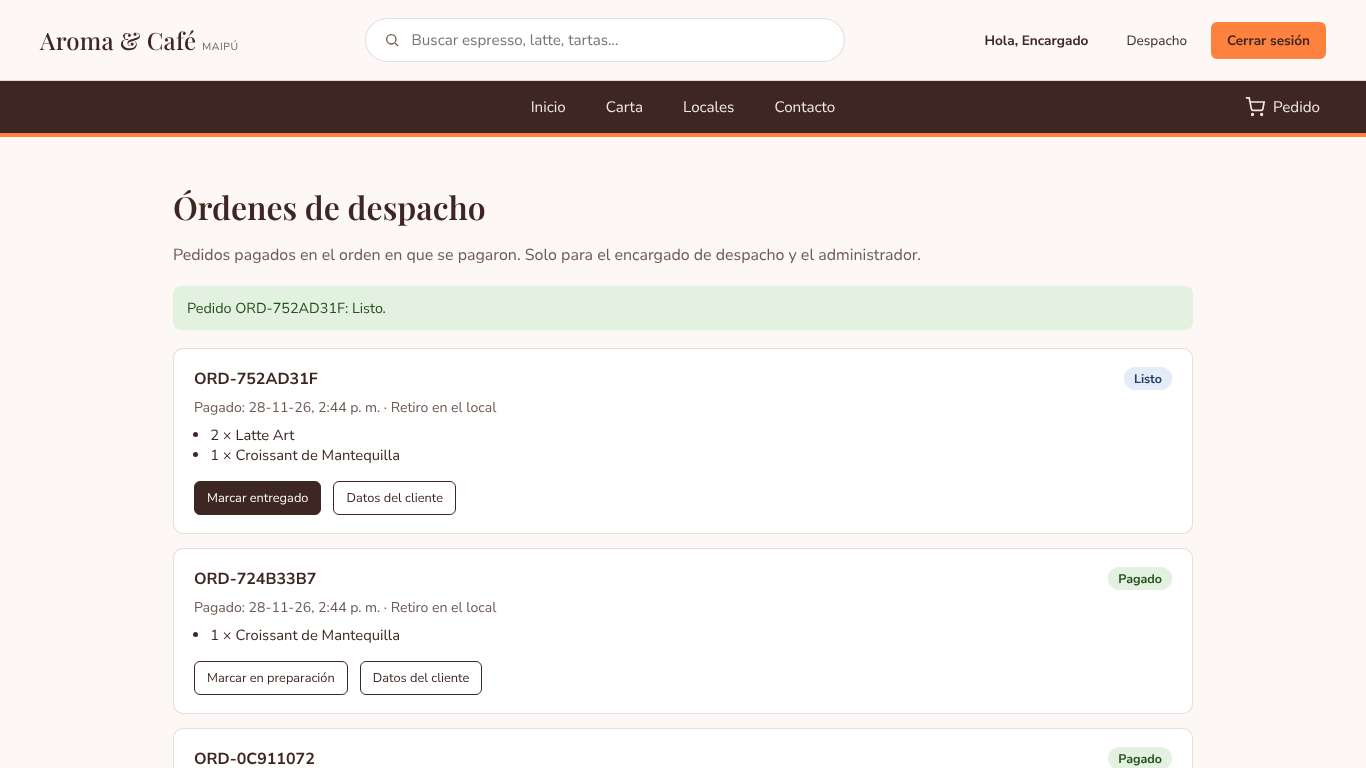 Aroma & Café MAIPÚ
Buscar espresso, latte, tartas...
Hola, Encargado
Despacho
Cerrar sesión
Inicio
Carta
Locales
Contacto
Pedido
Órdenes de despacho
Pedidos pagados en el orden en que se pagaron. Solo para el encargado de despacho y el administrador.
Pedido ORD-752AD31F: Listo.
ORD-752AD31F
Listo
Pagado: 28-11-26, 2:44 p. m. · Retiro en el local
2 × Latte Art
1 × Croissant de Mantequilla
Marcar entregado
Datos del cliente
ORD-724B33B7
Pagado
Pagado: 28-11-26, 2:44 p. m. · Retiro en el local
1 × Croissant de Mantequilla
Marcar en preparación
Datos del cliente
ORD-0C911072
Pagado